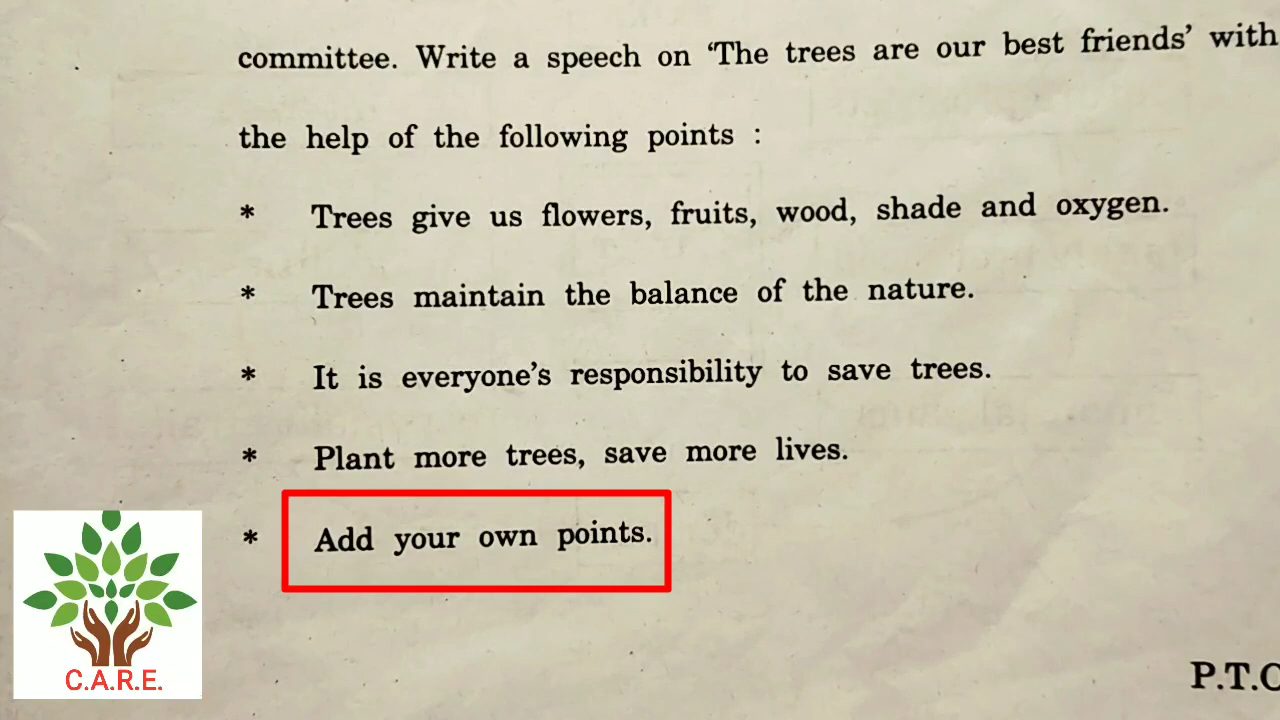 committee. Write a speech on ‘The trees are our best friends’ with
the help of the following points :
* Trees give us flowers, fruits, wood, shade and oxygen.
* Trees maintain the balance of the nature.
* It is everyone’s responsibility to save trees.
* Plant more trees, save more lives.
* Add your own points.
C.A.R.E.
P.T.O